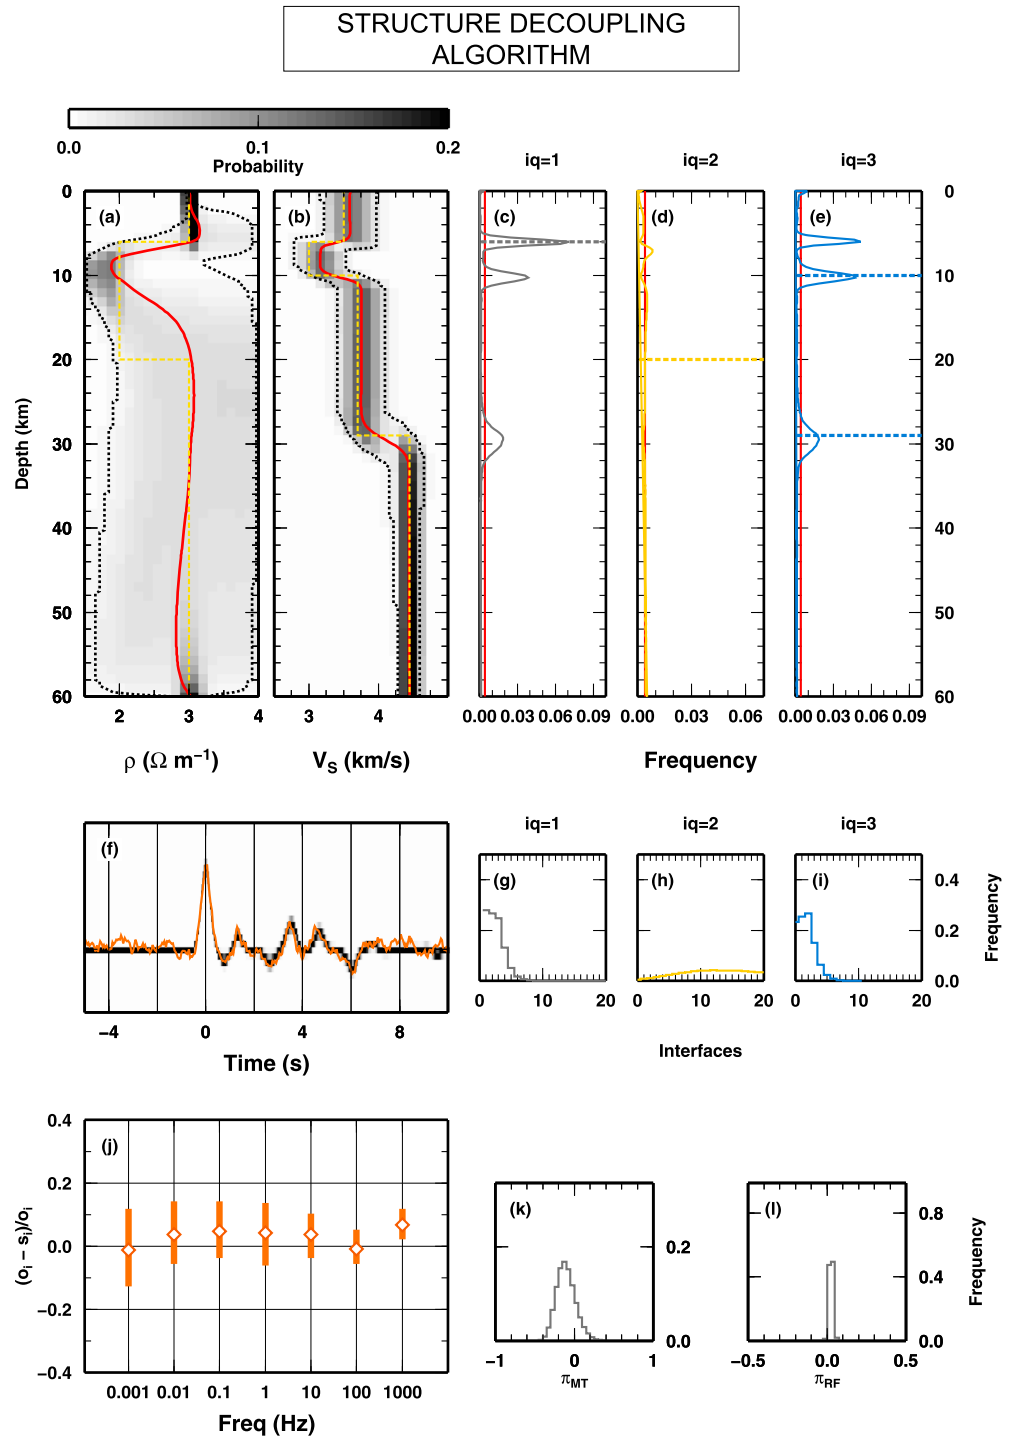 STRUCTURE DECOUPLING
ALGORITHM
0.0 0.1 0.2
Probability
iq=1 iq=2 iq=3
(a) (b) (c) (d) (e)
0 10 20 30 40 50 60
Depth (km)
0 10 20 30 40 50 60
2 3 4
3 4
0.00 0.03 0.06 0.09
0.00 0.03 0.06
0.00 0.03 0.06 0.09
ρ (Ω m⁻¹) V_S (km/s) Frequency
(f)
−4 0 4 8
Time (s)
iq=1 iq=2 iq=3
(g) (h) (i)
0.4
0.2
0.0
Frequency
0 10 20
0 10 20
0 10 20
Interfaces
(j)
0.4
0.2
0.0
−0.2
−0.4
(o_i − s_i)/o_i
0.001 0.01 0.1 1 10 100 1000
Freq (Hz)
(k)
0.2
0.0
−1 0 1
π_MT
(l)
0.8
0.4
0.0
Frequency
−0.5 0.0 0.5
π_RF